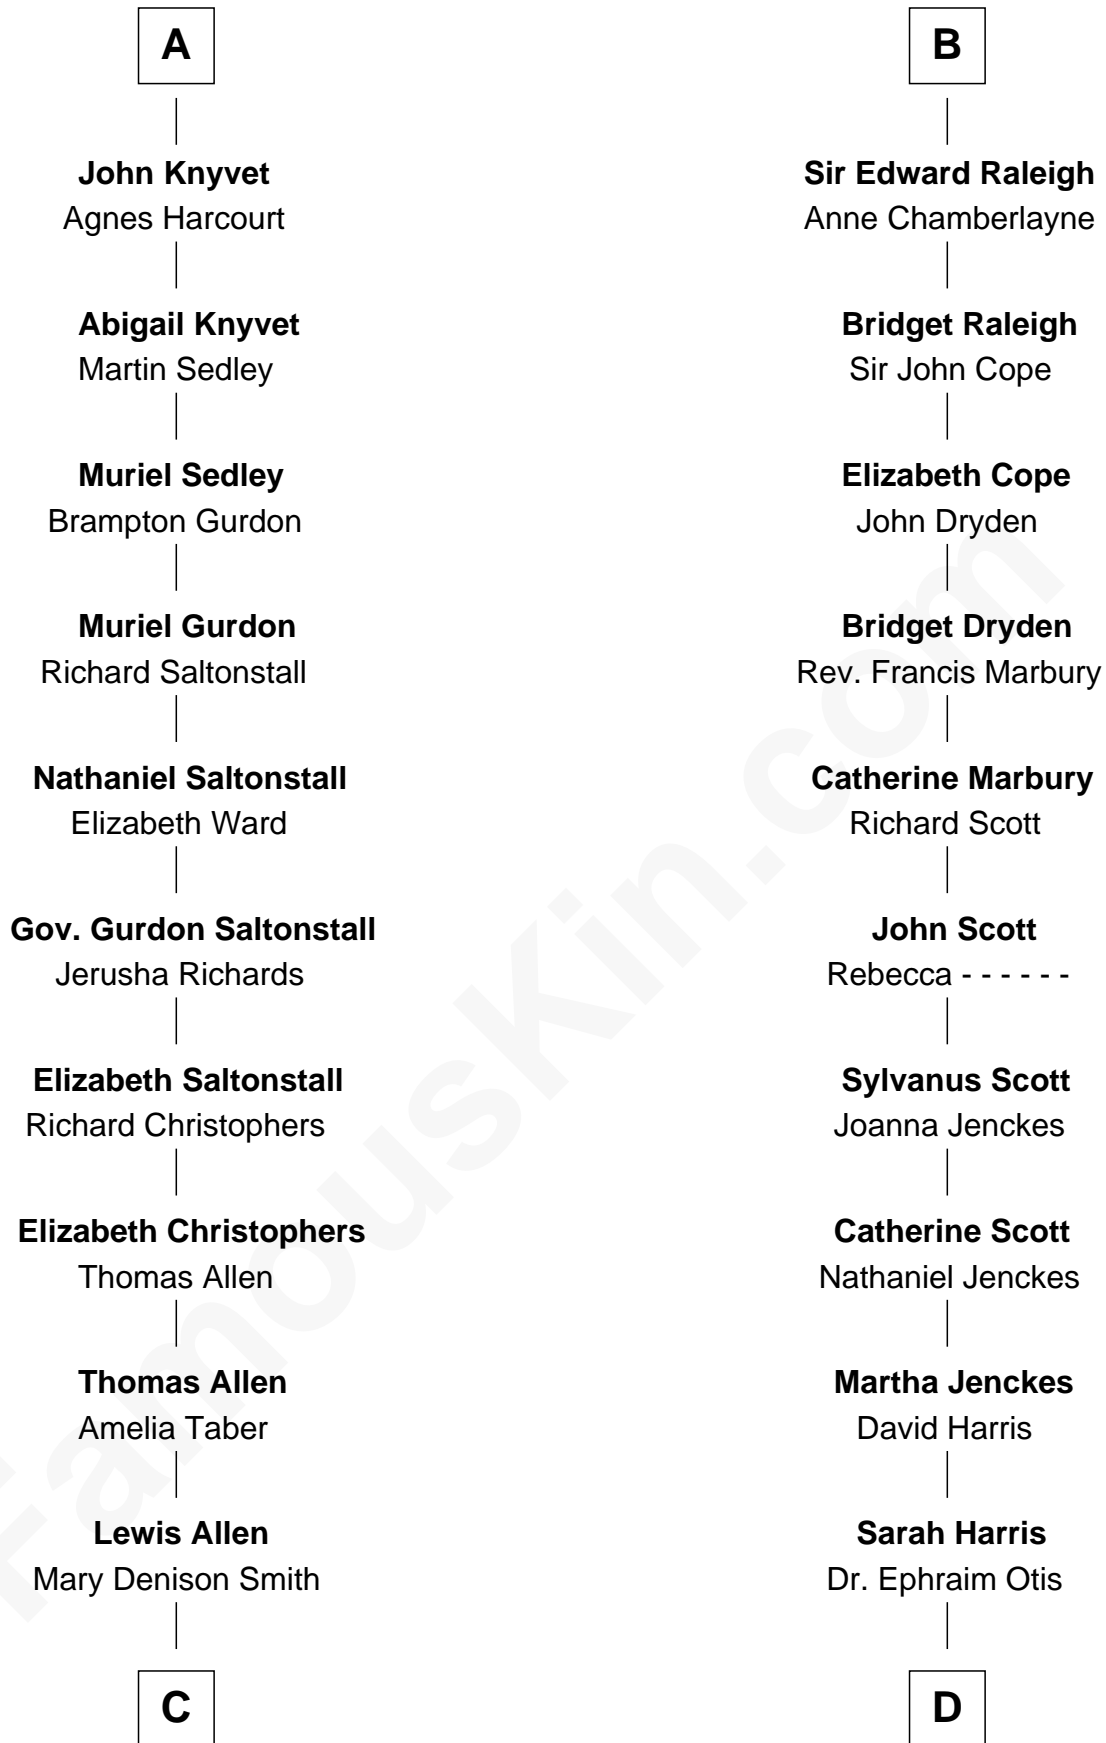 A
John Knyvet
Agnes Harcourt
Abigail Knyvet
Martin Sedley
Muriel Sedley
Brampton Gurdon
Muriel Gurdon
Richard Saltonstall
Nathaniel Saltonstall
Elizabeth Ward
Gov. Gurdon Saltonstall
Jerusha Richards
Elizabeth Saltonstall
Richard Christophers
Elizabeth Christophers
Thomas Allen
Thomas Allen
Amelia Taber
Lewis Allen
Mary Denison Smith
C
B
Sir Edward Raleigh
Anne Chamberlayne
Bridget Raleigh
Sir John Cope
Elizabeth Cope
John Dryden
Bridget Dryden
Rev. Francis Marbury
Catherine Marbury
Richard Scott
John Scott
Rebecca - - - - - -
Sylvanus Scott
Joanna Jenckes
Catherine Scott
Nathaniel Jenckes
Martha Jenckes
David Harris
Sarah Harris
Dr. Ephraim Otis
D
FamousKin.com